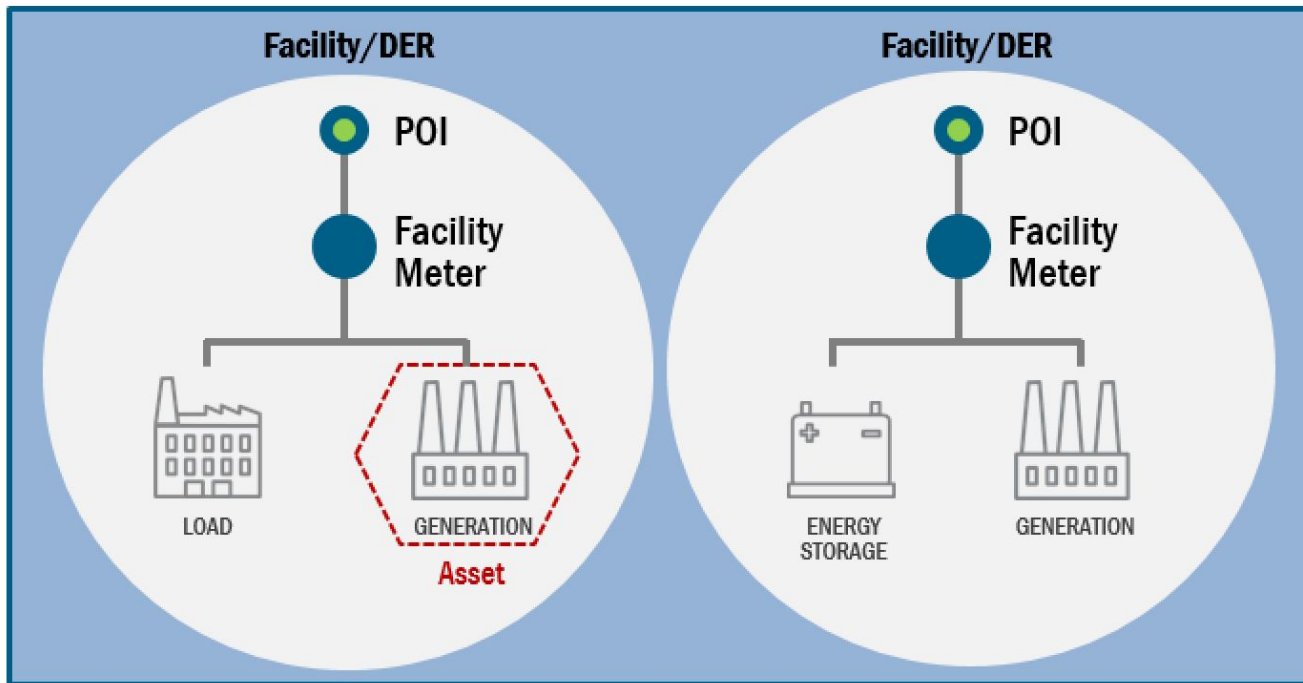 Facility/DER
POI
Facility
Meter
LOAD
GENERATION
Asset
Facility/DER
POI
Facility
Meter
ENERGY
STORAGE
GENERATION